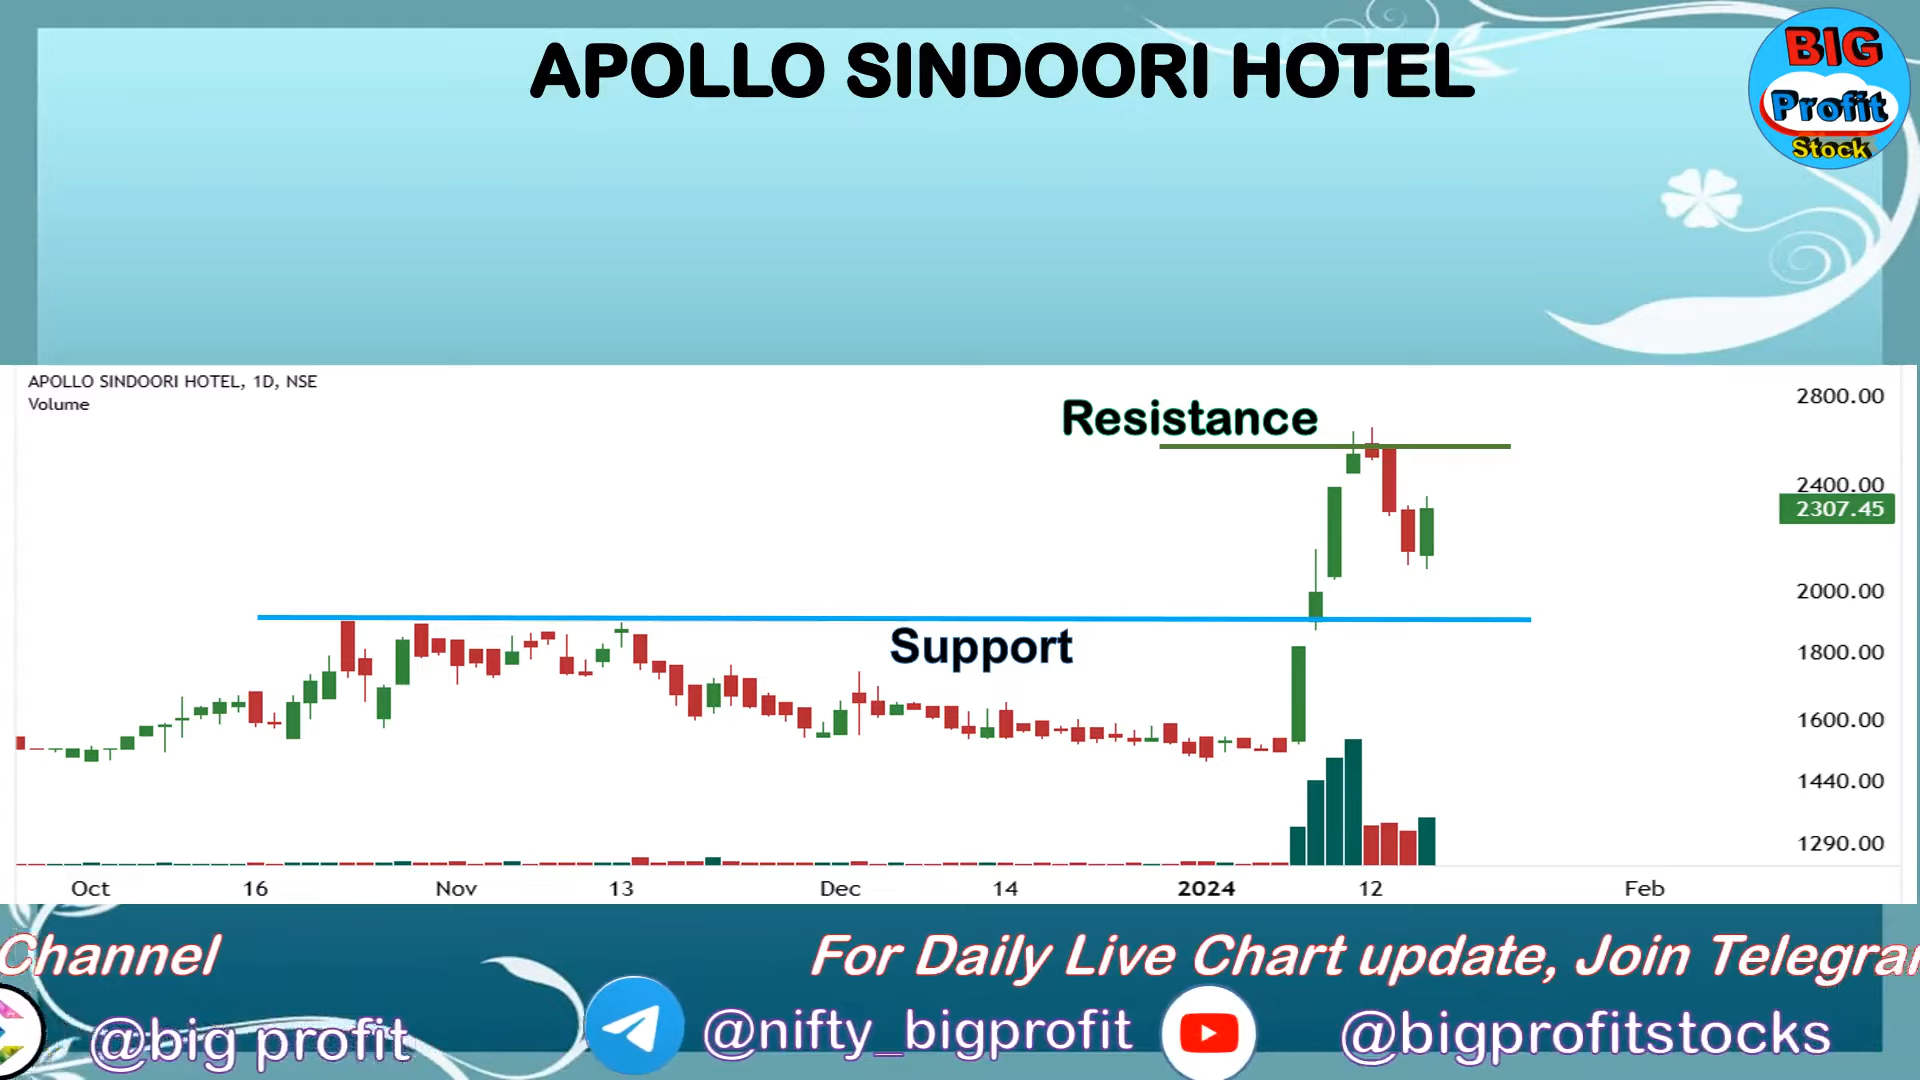 APOLLO SINDOORI HOTEL
BIG
Profit
Stock
APOLLO SINDOORI HOTEL, 1D, NSE
Volume
Resistance
Support
2800.00
2400.00
2307.45
2000.00
1800.00
1600.00
1440.00
1290.00
Oct 16 Nov 13 Dec 14 2024 12 Feb
Channel For Daily Live Chart update, Join Telegra
@big profit @nifty_bigprofit @bigprofitstocks